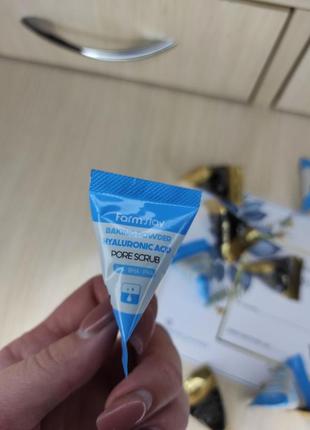 Farmstay
BAKING POWDER
HYALURONIC ACID
PORE SCRUB